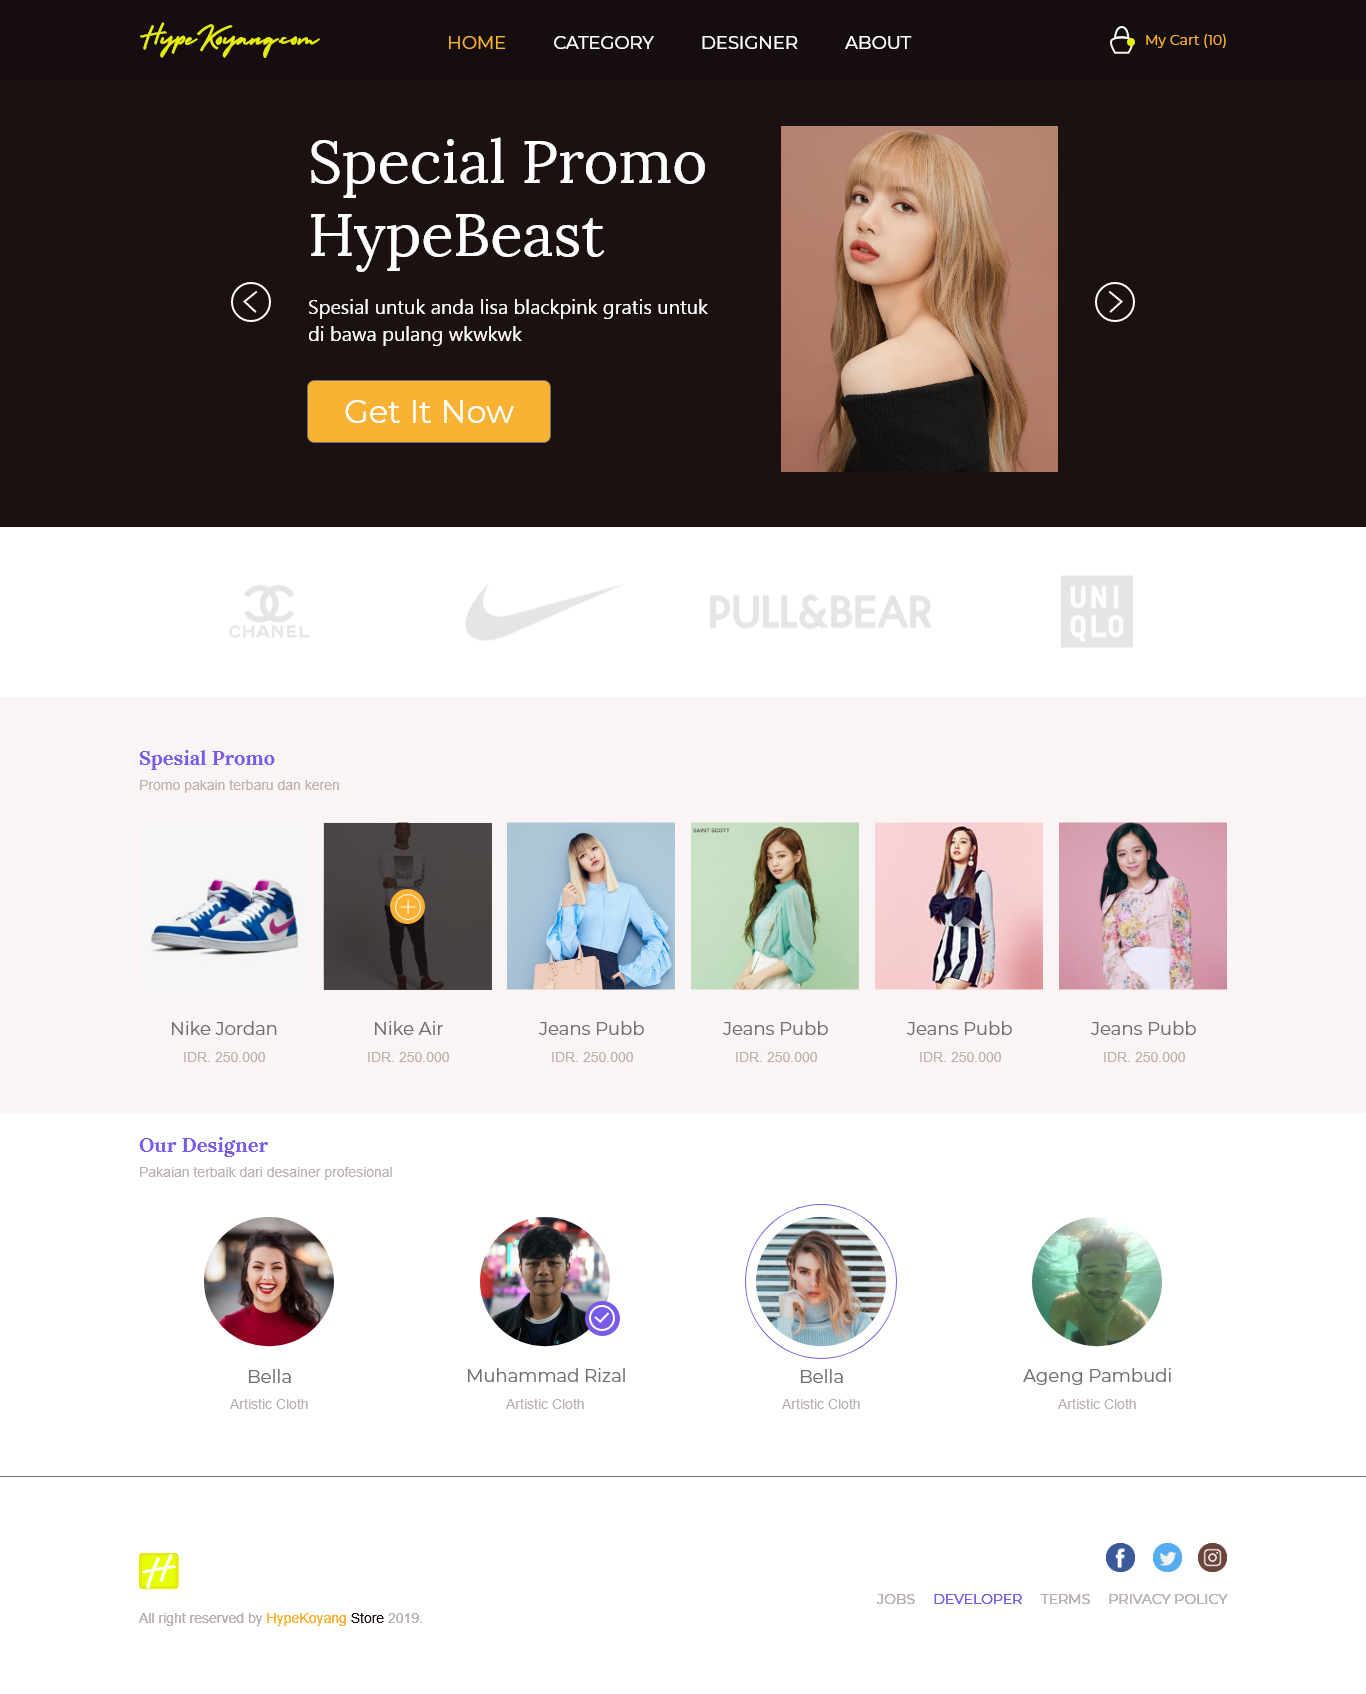 HypeKoyang.com
HOME CATEGORY DESIGNER ABOUT
My Cart (10)
Special Promo
HypeBeast
Spesial untuk anda lisa blackpink gratis untuk
di bawa pulang wkwkwk
Get It Now
CHANEL
PULL&BEAR
UNI
QLO
Spesial Promo
Promo pakain terbaru dan keren
SAINT SCOTT
Nike Jordan
IDR. 250.000
Nike Air
IDR. 250.000
Jeans Pubb
IDR. 250.000
Jeans Pubb
IDR. 250.000
Jeans Pubb
IDR. 250.000
Jeans Pubb
IDR. 250.000
Our Designer
Pakaian terbaik dari desainer profesional
Bella
Artistic Cloth
Muhammad Rizal
Artistic Cloth
Bella
Artistic Cloth
Ageng Pambudi
Artistic Cloth
H
All right reserved by HypeKoyang Store 2019.
JOBS DEVELOPER TERMS PRIVACY POLICY